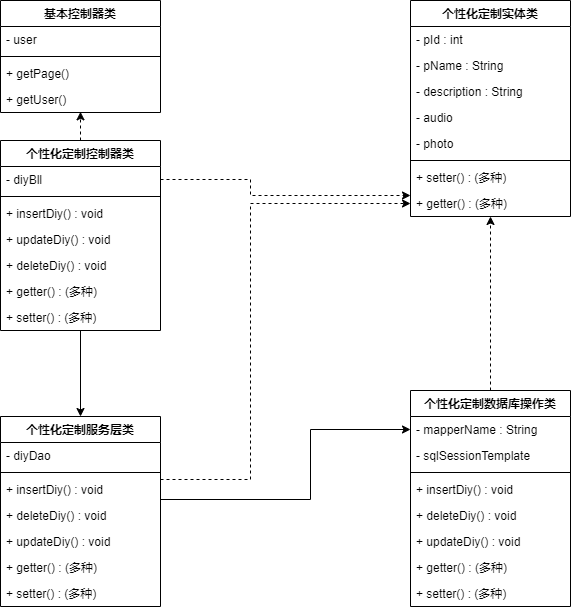 基本控制器类
- user
+ getPage()
+ getUser()
个性化定制控制器类
- diyBll
+ insertDiy() : void
+ updateDiy() : void
+ deleteDiy() : void
+ getter() : (多种)
+ setter() : (多种)
个性化定制服务层类
- diyDao
+ insertDiy() : void
+ deleteDiy() : void
+ updateDiy() : void
+ getter() : (多种)
+ setter() : (多种)
个性化定制实体类
- pId : int
- pName : String
- description : String
- audio
- photo
+ setter() : (多种)
+ getter() : (多种)
个性化定制数据库操作类
- mapperName : String
- sqlSessionTemplate
+ insertDiy() : void
+ deleteDiy() : void
+ updateDiy() : void
+ getter() : (多种)
+ setter() : (多种)